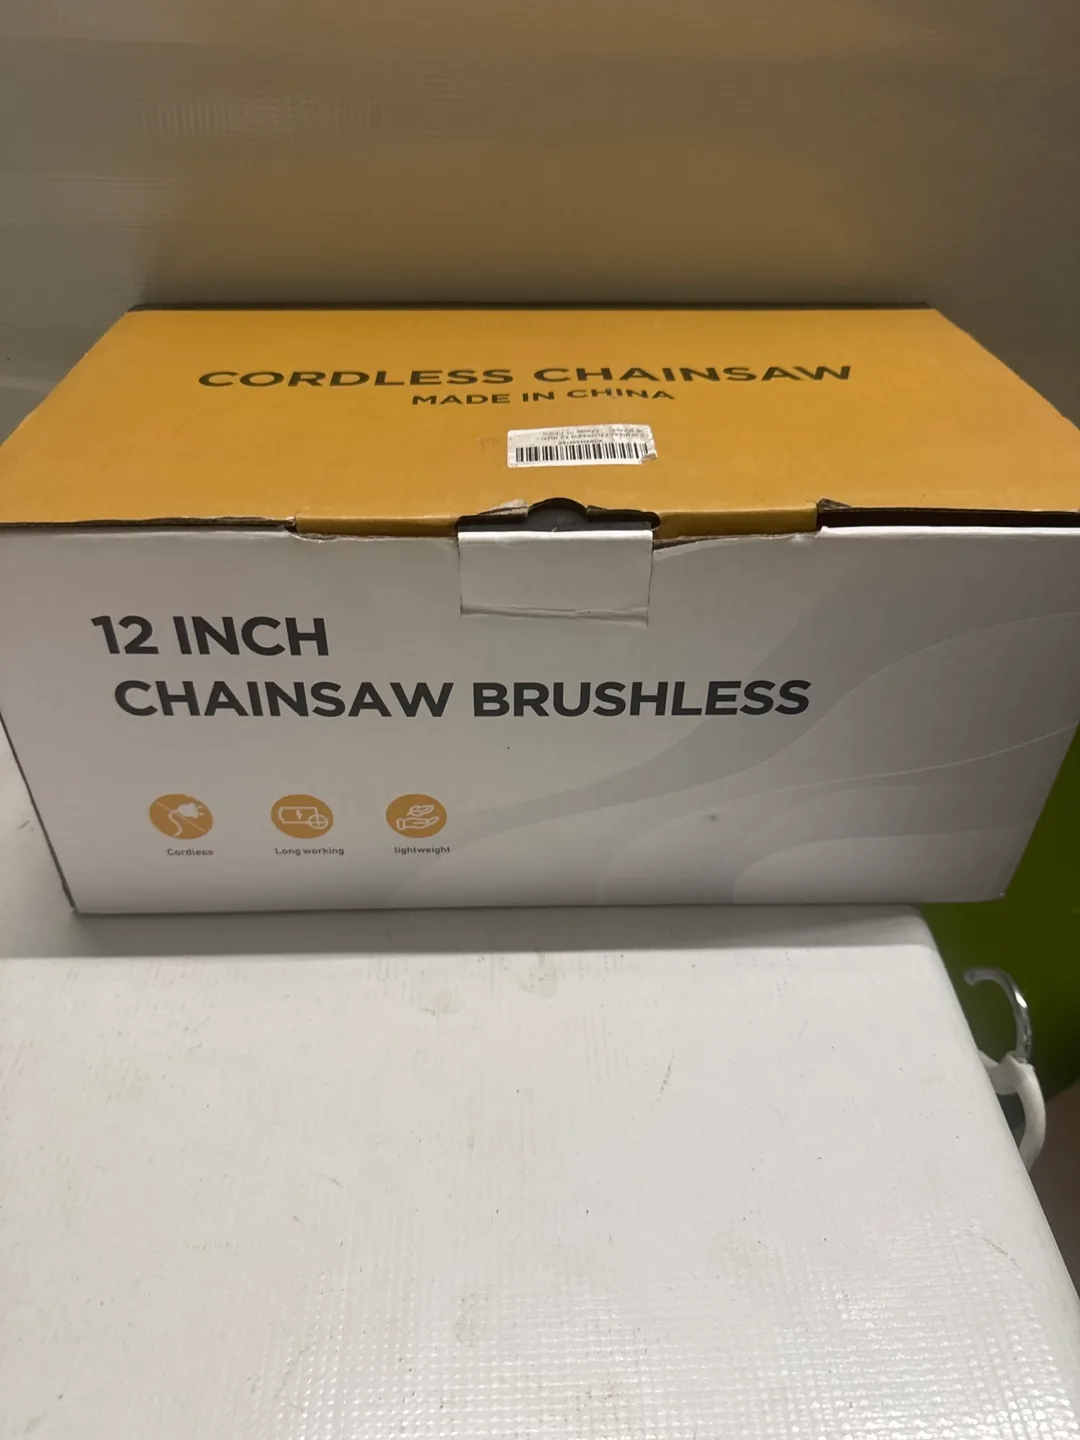 CORDLESS CHAINSAW
MADE IN CHINA
12 INCH
CHAINSAW BRUSHLESS
Cordless
Long working
lightweight